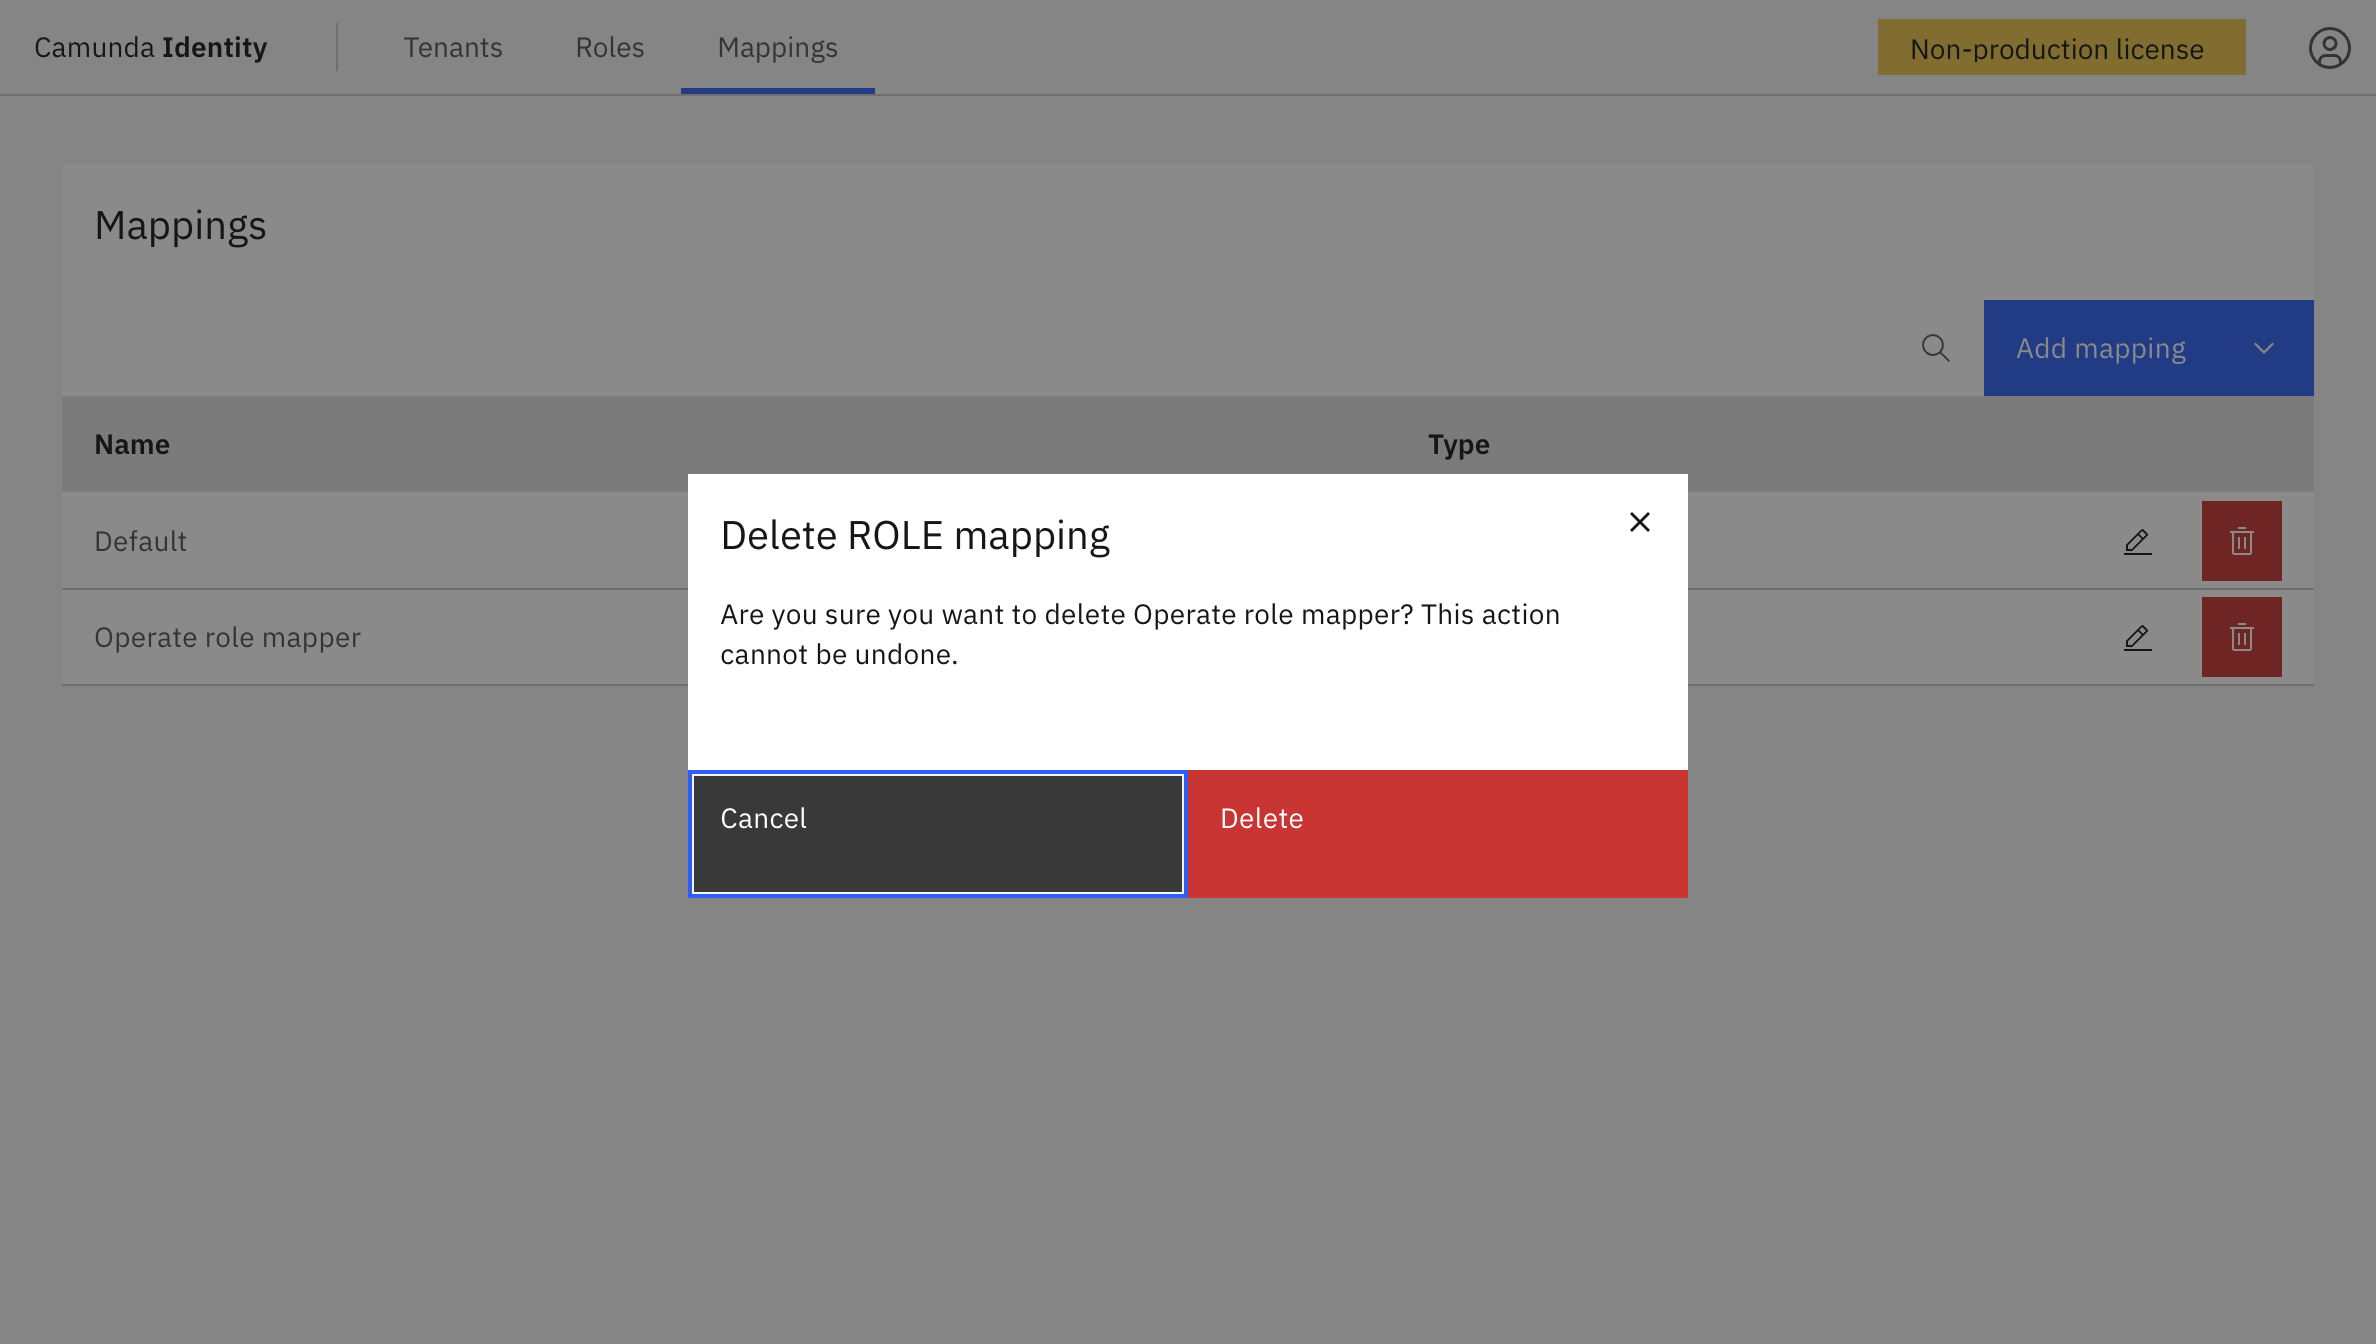 Camunda Identity Tenants Roles Mappings Non-production license
Mappings
Add mapping
Name Type
Default
Operate role mapper
Delete ROLE mapping
Are you sure you want to delete Operate role mapper? This action
cannot be undone.
Cancel Delete